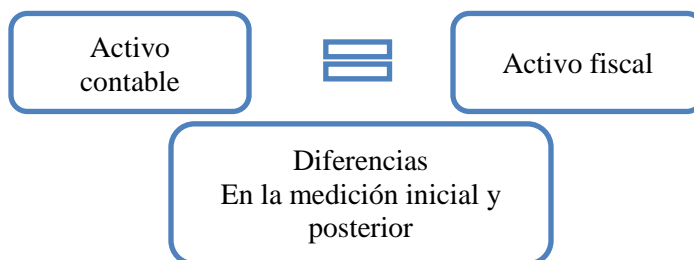 Activo
contable
Activo fiscal
Diferencias
En la medición inicial y
posterior